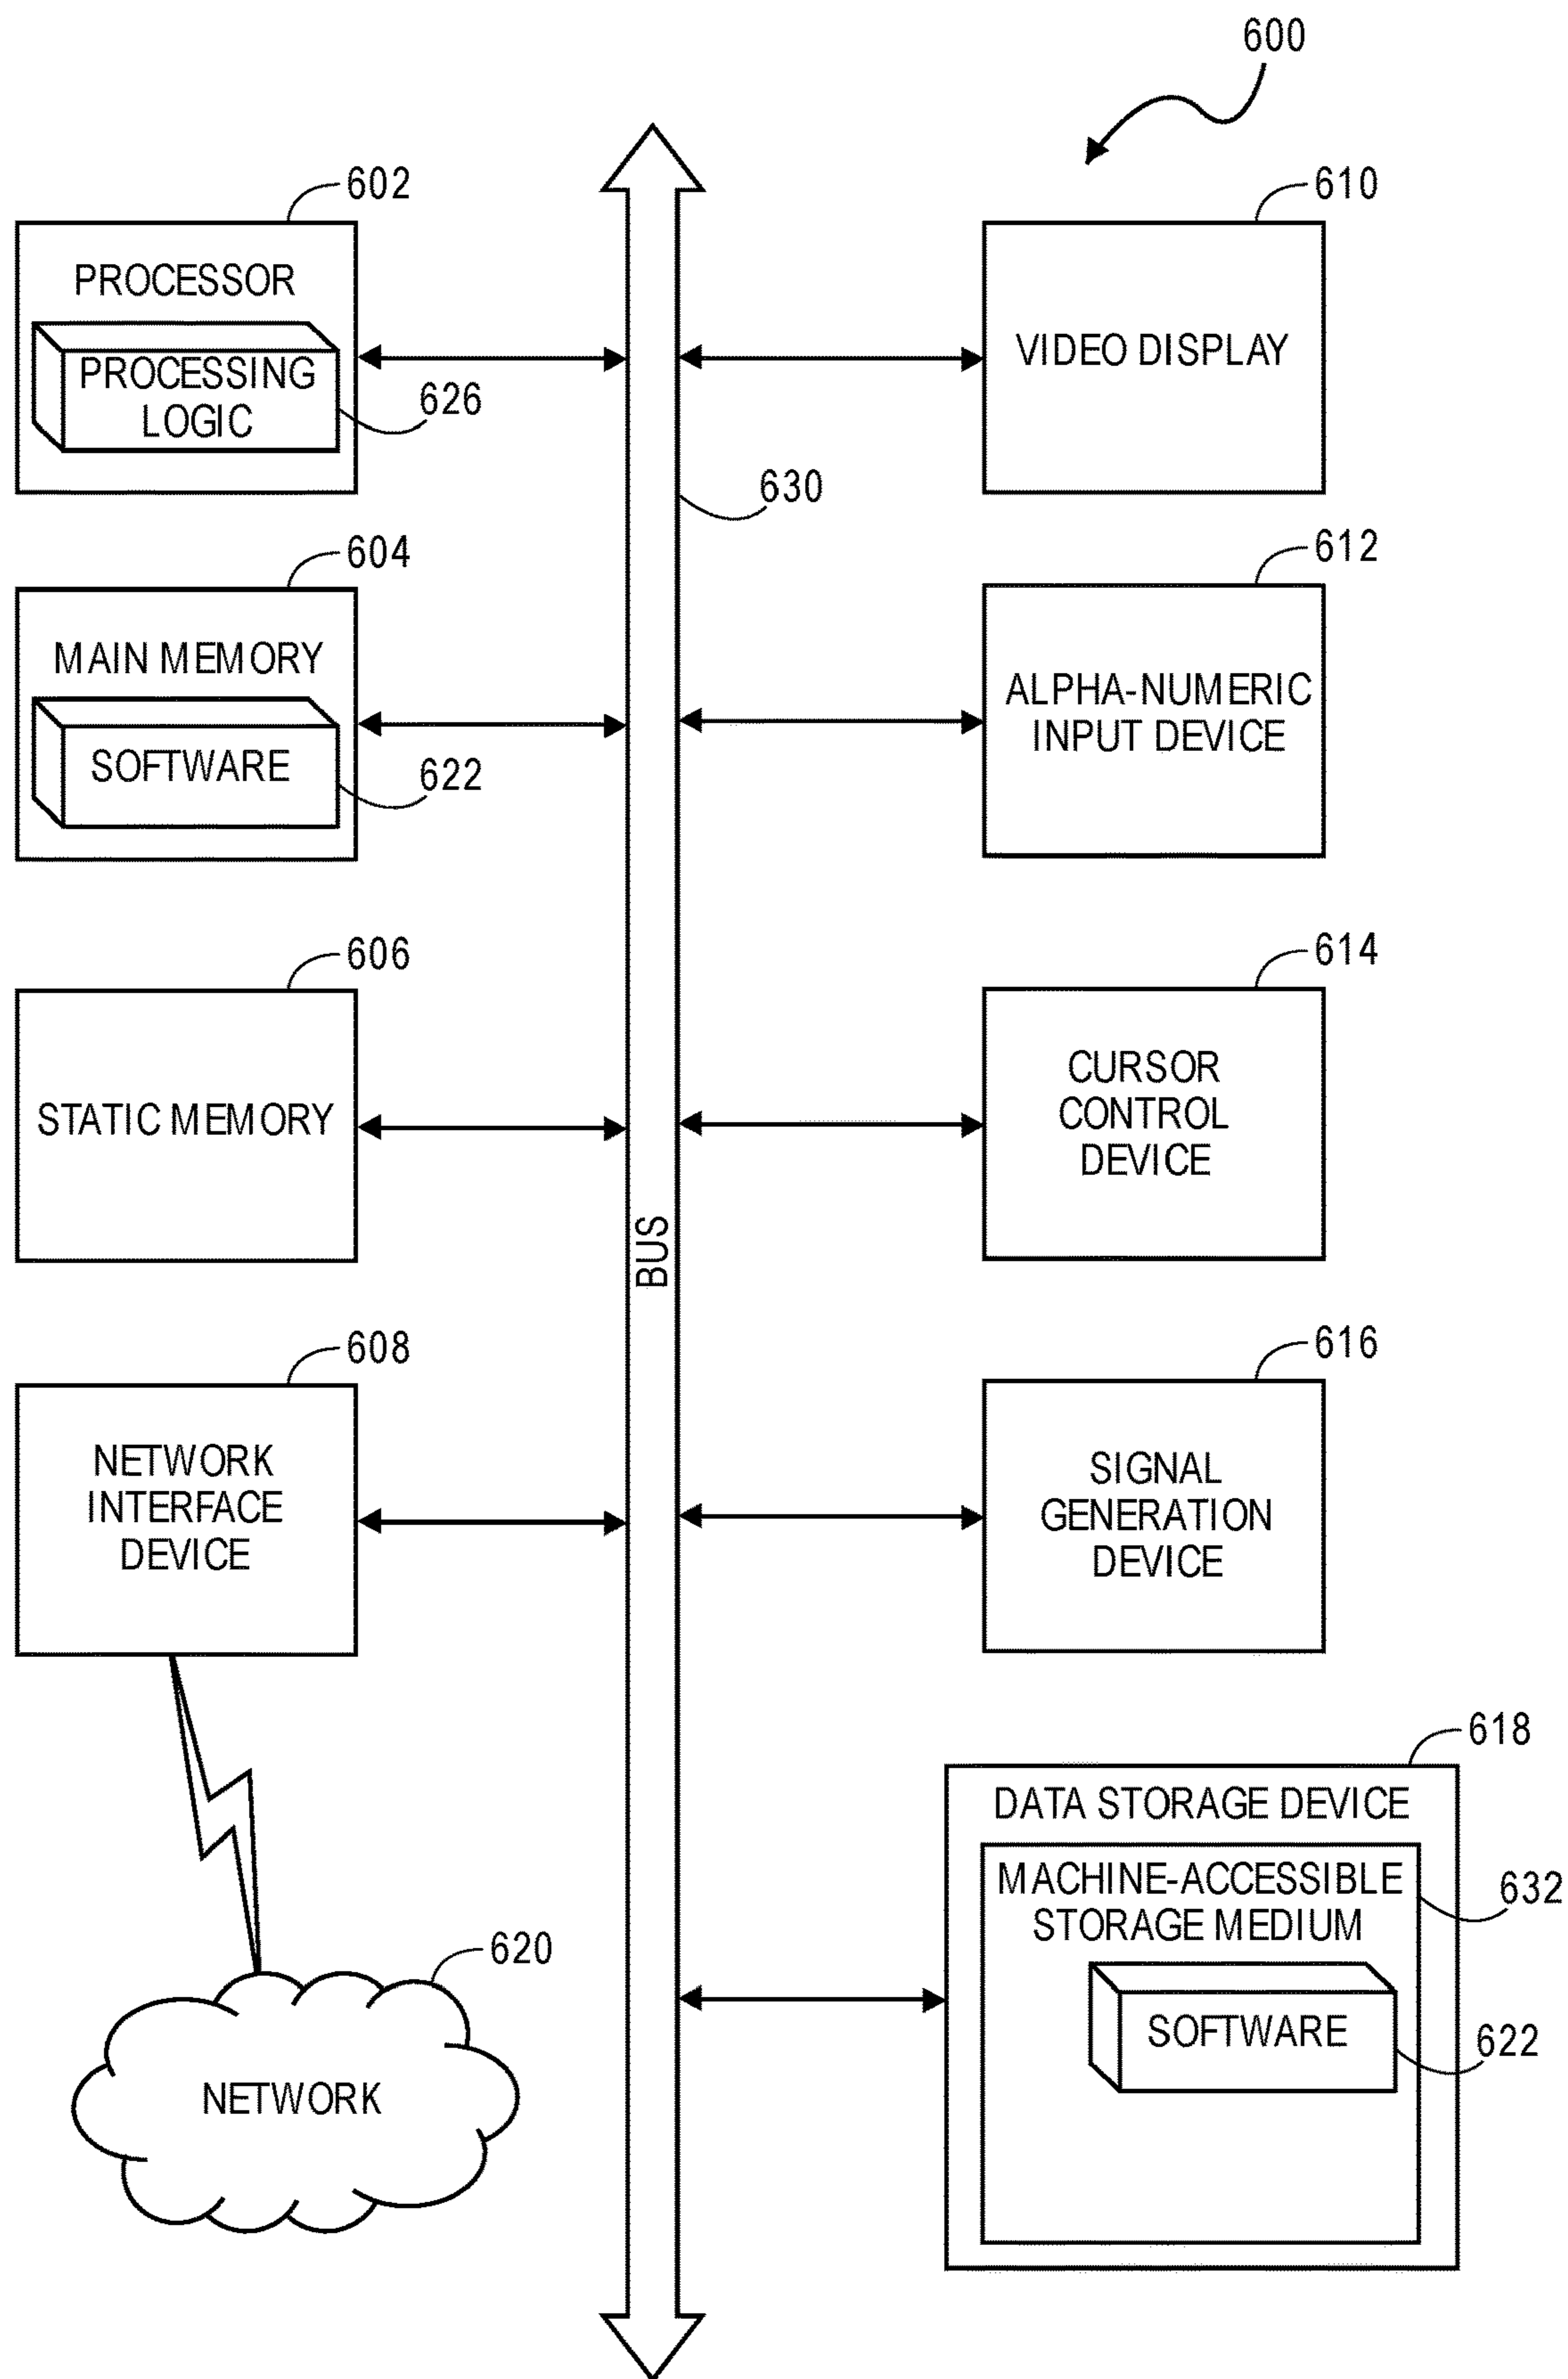 600
602
PROCESSOR
PROCESSING
LOGIC
626
604
MAIN MEMORY
SOFTWARE
622
606
STATIC MEMORY
608
NETWORK
INTERFACE
DEVICE
620
NETWORK
BUS
630
610
VIDEO DISPLAY
612
ALPHA-NUMERIC
INPUT DEVICE
614
CURSOR
CONTROL
DEVICE
616
SIGNAL
GENERATION
DEVICE
618
DATA STORAGE DEVICE
MACHINE-ACCESSIBLE
STORAGE MEDIUM
632
SOFTWARE
622